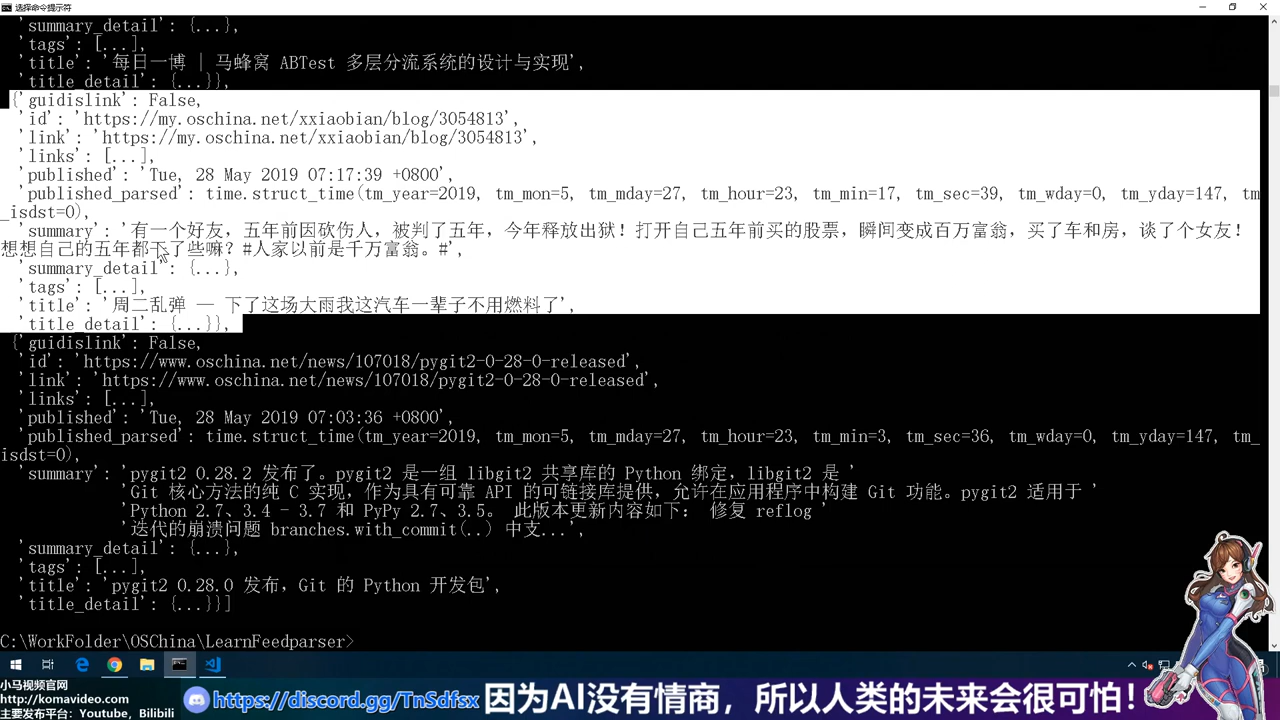 选择命令提示符
'summary_detail': {...},
'tags': [...],
'title': '每日一博 | 马蜂窝 ABTest 多层分流系统的设计与实现',
'title_detail': {...}},
{'guidislink': False,
'id': 'https://my.oschina.net/xxiaobian/blog/3054813',
'link': 'https://my.oschina.net/xxiaobian/blog/3054813',
'links': [...],
'published': 'Tue, 28 May 2019 07:17:39 +0800',
'published_parsed': time.struct_time(tm_year=2019, tm_mon=5, tm_mday=27, tm_hour=23, tm_min=17, tm_sec=39, tm_wday=0, tm_yday=147, tm
_isdst=0),
'summary': '有一个好友，五年前因砍伤人，被判了五年，今年释放出狱！打开自己五年前买的股票，瞬间变成百万富翁，买了车和房，谈了个女友！
想想自己的五年都干了些嘛？#人家以前是千万富翁。#',
'summary_detail': {...},
'tags': [...],
'title': '周二乱弹 — 下了这场大雨我这汽车一辈子不用燃料了',
'title_detail': {...}},
{'guidislink': False,
'id': 'https://www.oschina.net/news/107018/pygit2-0-28-0-released',
'link': 'https://www.oschina.net/news/107018/pygit2-0-28-0-released',
'links': [...],
'published': 'Tue, 28 May 2019 07:03:36 +0800',
'published_parsed': time.struct_time(tm_year=2019, tm_mon=5, tm_mday=27, tm_hour=23, tm_min=3, tm_sec=36, tm_wday=0, tm_yday=147, tm_
isdst=0),
'summary': 'pygit2 0.28.2 发布了。pygit2 是一组 libgit2 共享库的 Python 绑定，libgit2 是 '
'Git 核心方法的纯 C 实现，作为具有可靠 API 的可链接库提供，允许在应用程序中构建 Git 功能。pygit2 适用于 '
'Python 2.7、3.4 - 3.7 和 PyPy 2.7、3.5。 此版本更新内容如下： 修复 reflog '
'迭代的崩溃问题 branches.with_commit(..) 中支...',
'summary_detail': {...},
'tags': [...],
'title': 'pygit2 0.28.0 发布，Git 的 Python 开发包',
'title_detail': {...}}]
C:\WorkFolder\OSChina\LearnFeedparser>
小马视频官网
http://komavideo.com
主要发布平台：Youtube，Bilibili
https://discord.gg/TnSdfsx 因为AI没有情商，所以人类的未来会很可怕！